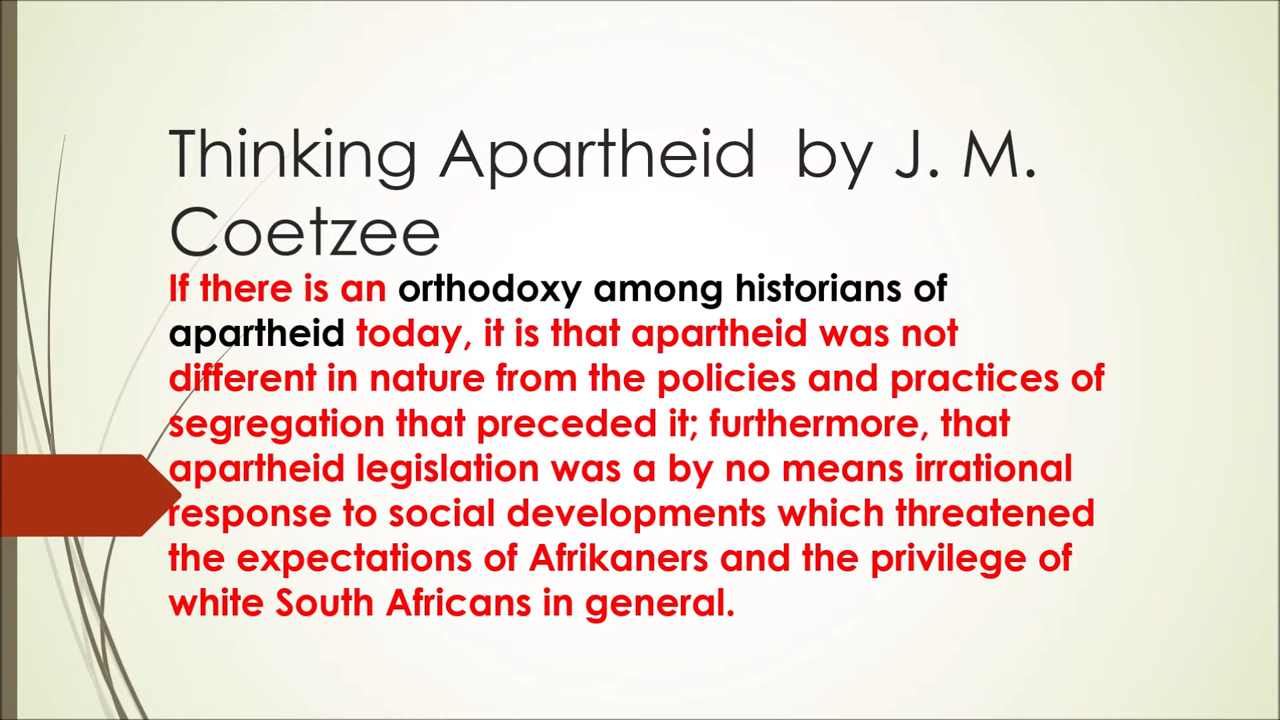 Thinking Apartheid by J. M.
Coetzee
If there is an orthodoxy among historians of
apartheid today, it is that apartheid was not
different in nature from the policies and practices of
segregation that preceded it; furthermore, that
apartheid legislation was a by no means irrational
response to social developments which threatened
the expectations of Afrikaners and the privilege of
white South Africans in general.